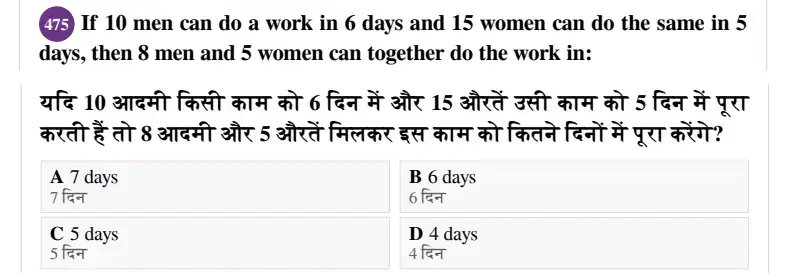 475 If 10 men can do a work in 6 days and 15 women can do the same in 5
days, then 8 men and 5 women can together do the work in:
यदि 10 आदमी किसी काम को 6 दिन में और 15 औरतें उसी काम को 5 दिन में पूरा
करती हैं तो 8 आदमी और 5 औरतें मिलकर इस काम को कितने दिनों में पूरा करेंगे?
A 7 days
7 दिन
B 6 days
6 दिन
C 5 days
5 दिन
D 4 days
4 दिन